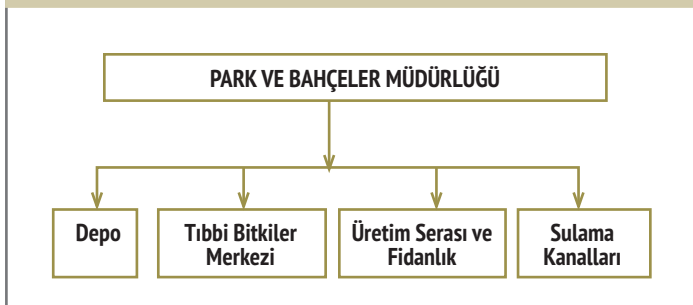 PARK VE BAHÇELER MÜDÜRLÜĞÜ
Depo
Tıbbi Bitkiler
Merkezi
Üretim Serası ve
Fidanlık
Sulama
Kanalları